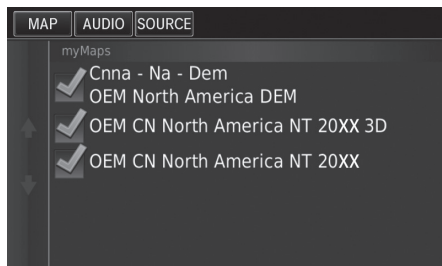 MAP AUDIO SOURCE
myMaps
Cnna - Na - Dem
OEM North America DEM
OEM CN North America NT 20XX 3D
OEM CN North America NT 20XX